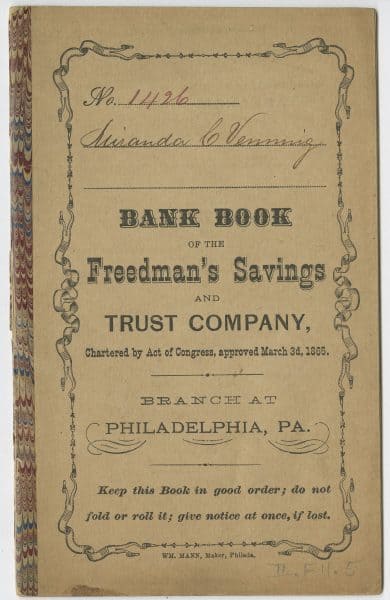 No. 1426
Miranda C Venning
BANK BOOK
OF THE
Freedman's Savings
AND
TRUST COMPANY,
Chartered by Act of Congress, approved March 3d, 1865.
BRANCH AT
PHILADELPHIA, PA.
Keep this Book in good order; do not
fold or roll it; give notice at once, if lost.
WM. MANN, Maker, Philada.